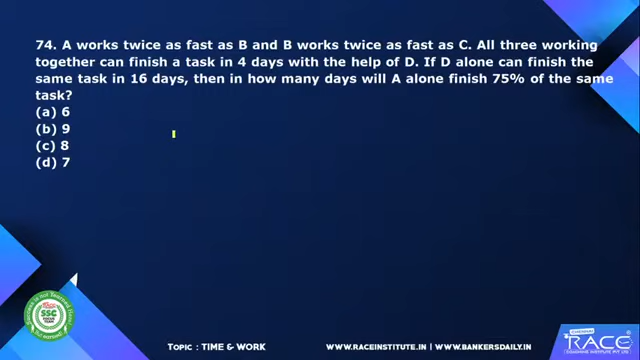 74. A works twice as fast as B and B works twice as fast as C. All three working
together can finish a task in 4 days with the help of D. If D alone can finish the
same task in 16 days, then in how many days will A alone finish 75% of the same
task?
(a) 6
(b) 9
(c) 8
(d) 7
SSC
TOPIC : TIME & WORK
WWW.RACEINSTITUTE.IN | WWW.BANKERSDAILY.IN
RACE